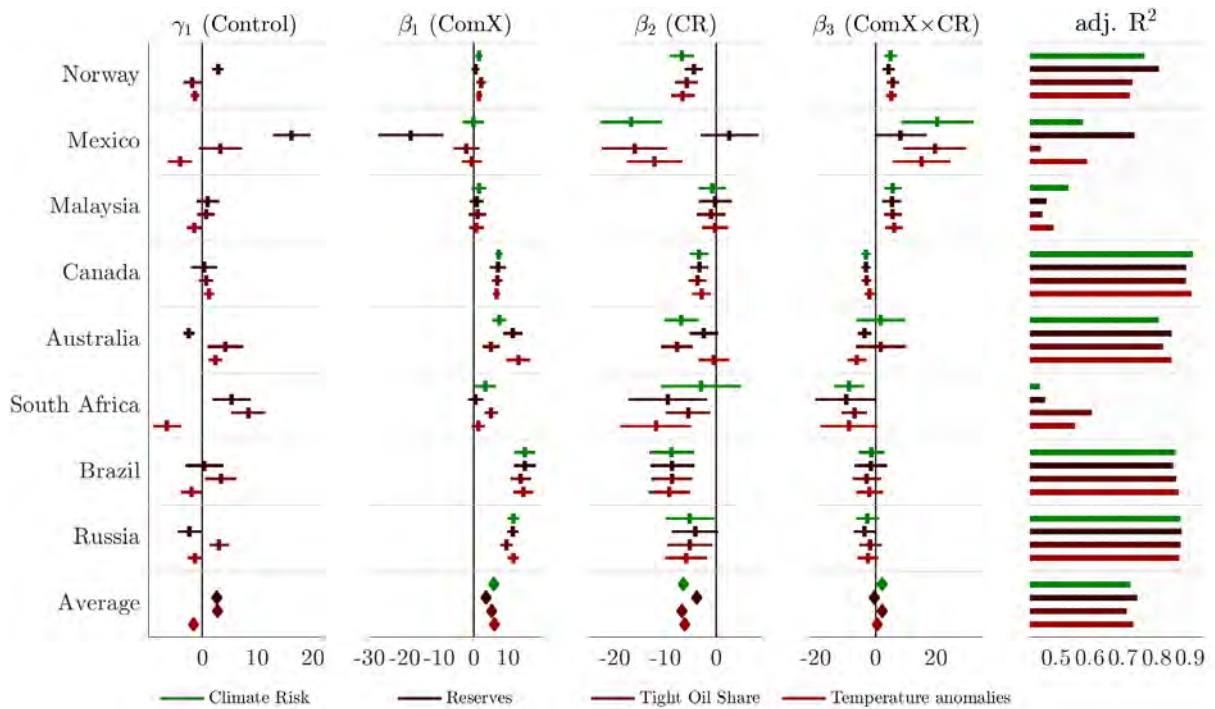 γ₁ (Control) β₁ (ComX) β₂ (CR) β₃ (ComX×CR) adj. R²
Norway
Mexico
Malaysia
Canada
Australia
South Africa
Brazil
Russia
Average
0 10 20 -30 -20 -10 0 10 -20 -10 0 0 20 0.5 0.6 0.7 0.8 0.9
Climate Risk Reserves Tight Oil Share Temperature anomalies